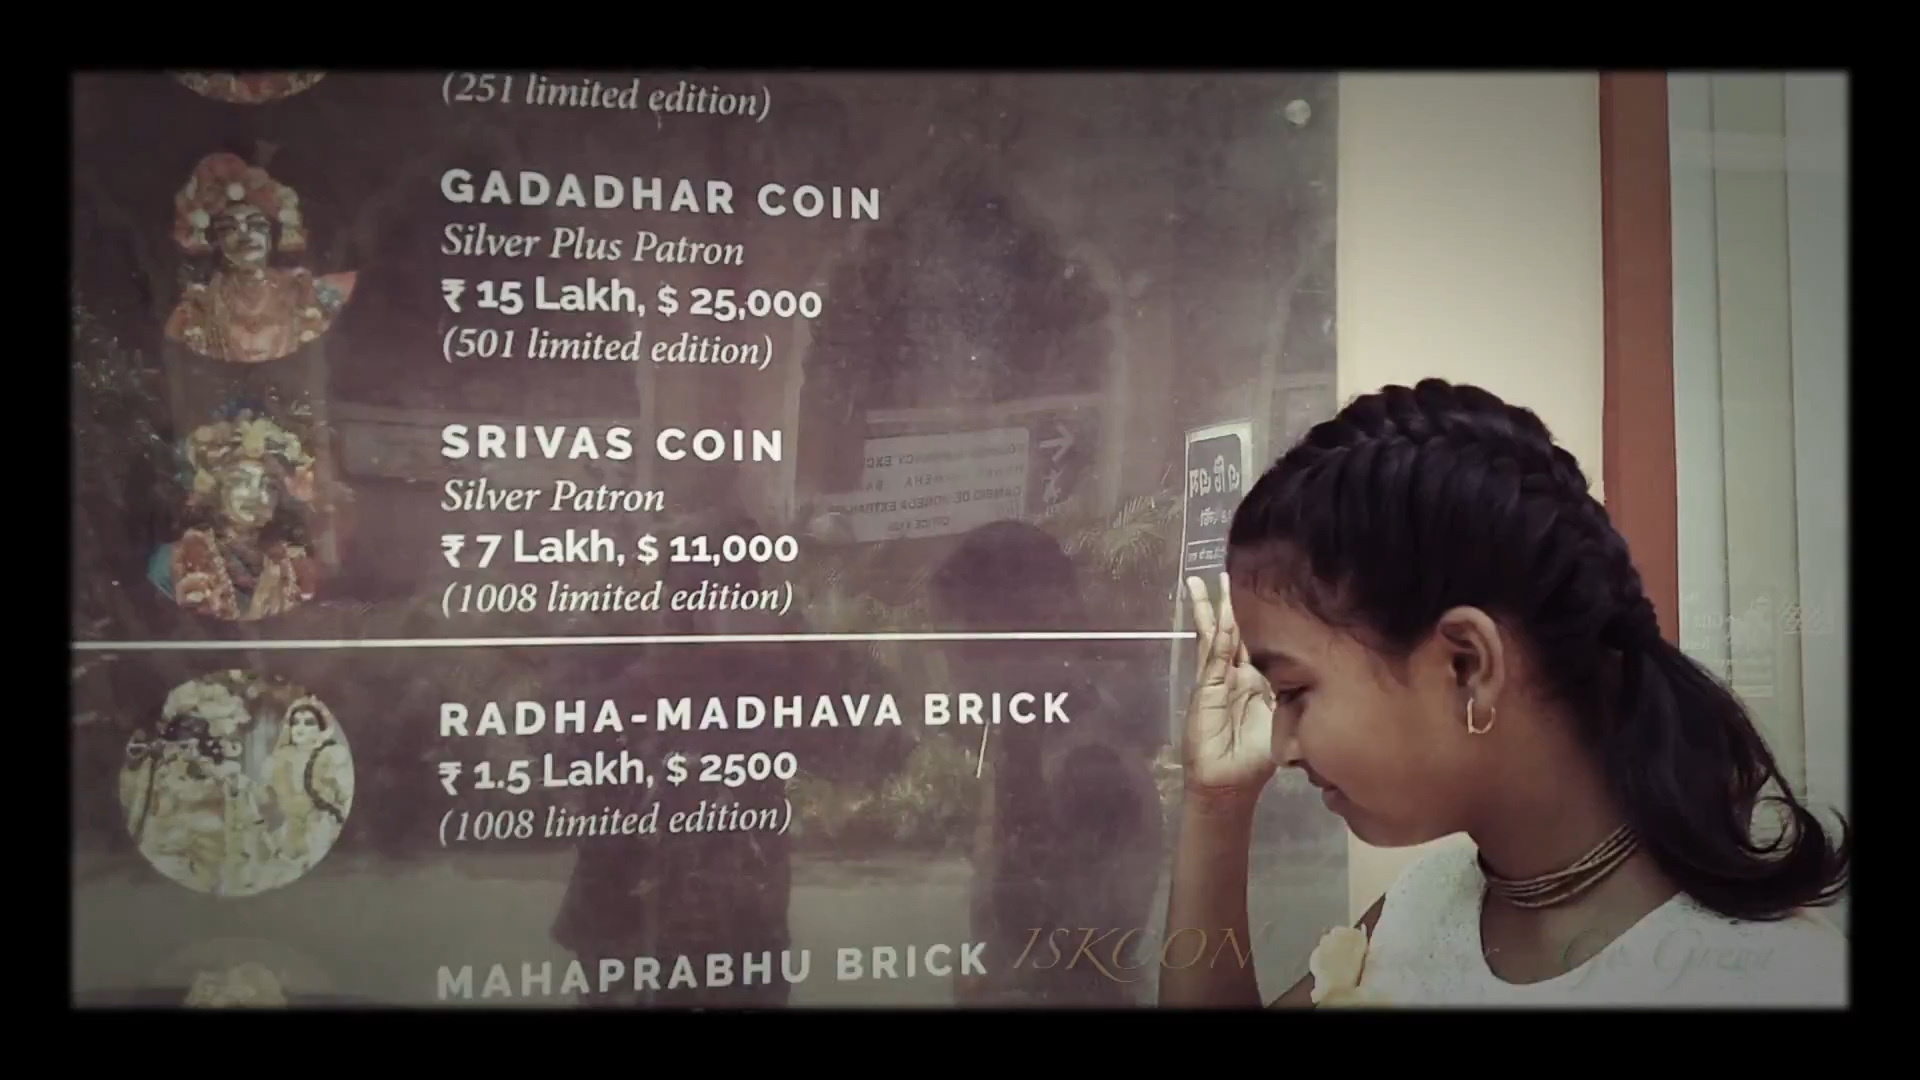 (251 limited edition)
GADADHAR COIN
Silver Plus Patron
₹ 15 Lakh, $ 25,000
(501 limited edition)
SRIVAS COIN
Silver Patron
₹ 7 Lakh, $ 11,000
(1008 limited edition)
RADHA-MADHAVA BRICK
₹ 1.5 Lakh, $ 2500
(1008 limited edition)
MAHAPRABHU BRICK
ISKCON
Go Green